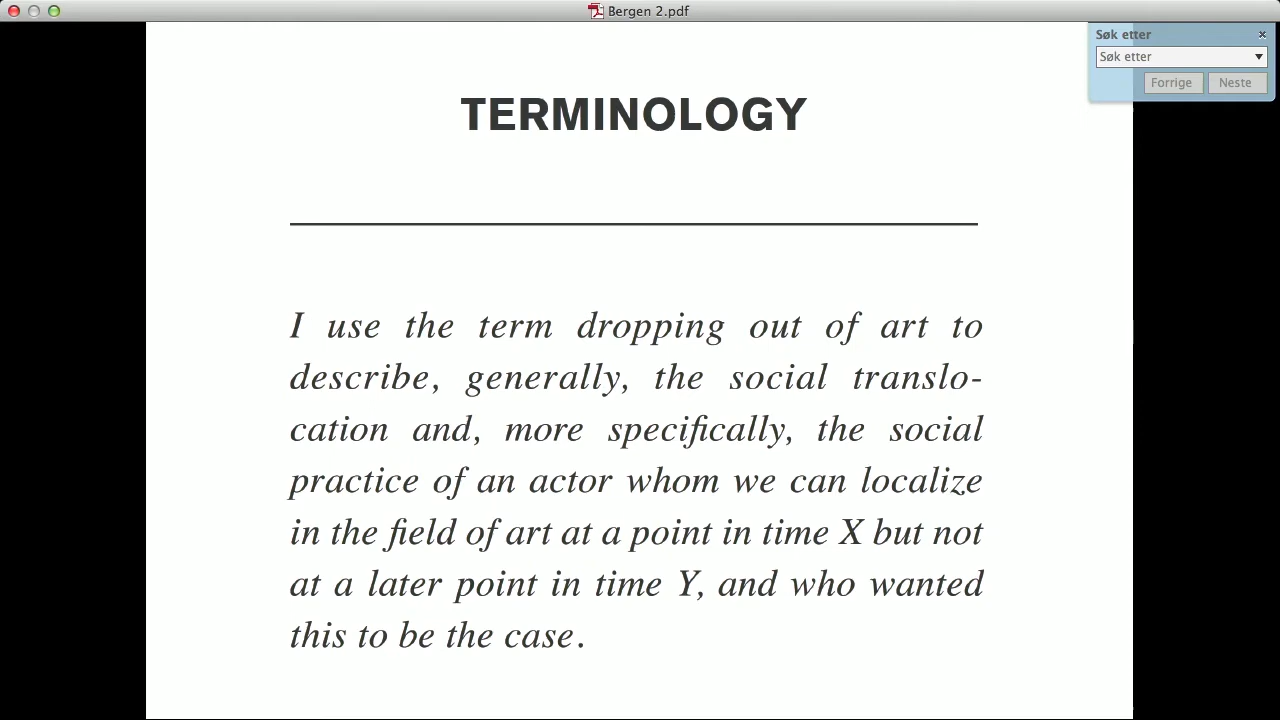 Bergen 2.pdf
Søk etter
Søk etter
Forrige Neste
TERMINOLOGY
I use the term dropping out of art to
describe, generally, the social translo-
cation and, more specifically, the social
practice of an actor whom we can localize
in the field of art at a point in time X but not
at a later point in time Y, and who wanted
this to be the case.